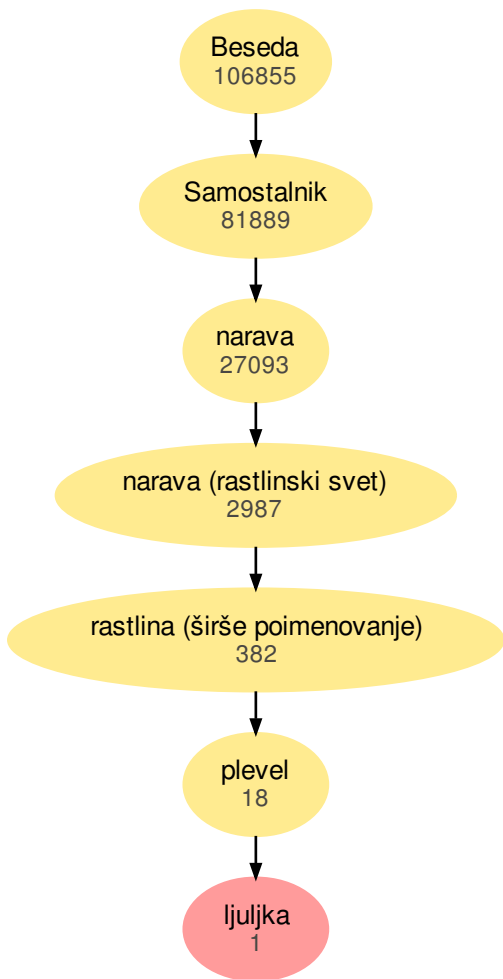 Beseda
106855
Samostalnik
81889
narava
27093
narava (rastlinski svet)
2987
rastlina (širše poimenovanje)
382
plevel
18
ljuljka
1